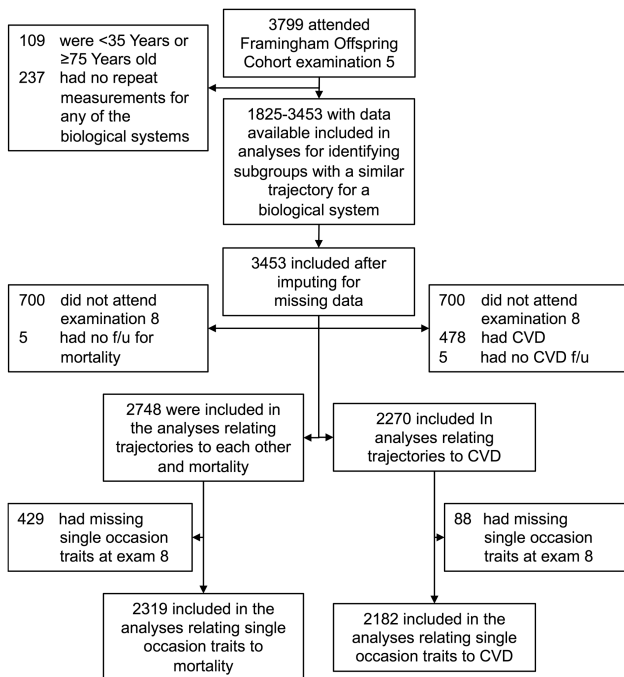 3799 attended
Framingham Offspring
Cohort examination 5
109 were <35 Years or
≥75 Years old
237 had no repeat
measurements for
any of the
biological systems
1825-3453 with data
available included in
analyses for identifying
subgroups with a similar
trajectory for a
biological system
3453 included after
imputing for
missing data
700 did not attend
examination 8
5 had no f/u for
mortality
700 did not attend
examination 8
478 had CVD
5 had no CVD f/u
2748 were included in
the analyses relating
trajectories to each other
and mortality
2270 included In
analyses relating
trajectories to CVD
429 had missing
single occasion
traits at exam 8
88 had missing
single occasion
traits at exam 8
2319 included in the
analyses relating single
occasion traits to
mortality
2182 included in the
analyses relating single
occasion traits to CVD